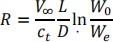 R = \frac{V_\infty}{c_t} \frac{L}{D} \ln \frac{W_0}{W_e}